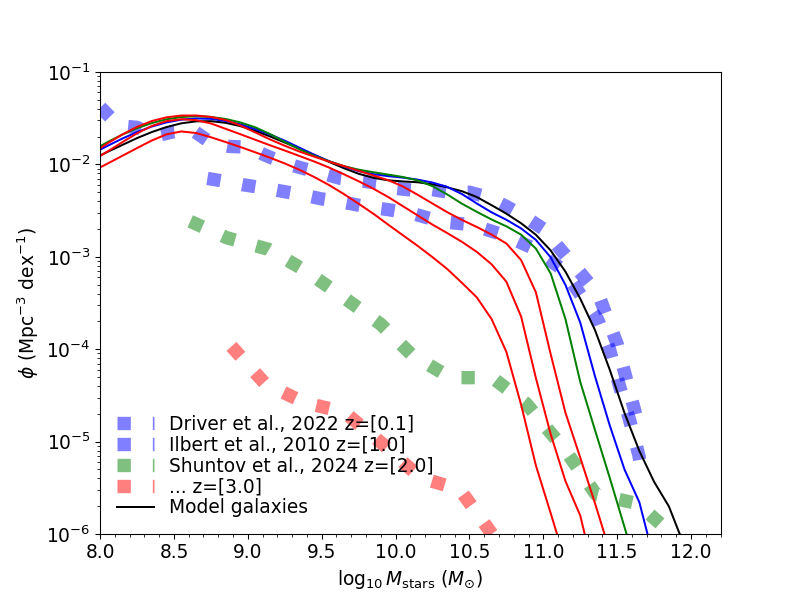 10⁻¹
10⁻²
10⁻³
10⁻⁴
10⁻⁵
10⁻⁶
ϕ (Mpc⁻³ dex⁻¹)
Driver et al., 2022 z=[0.1]
Ilbert et al., 2010 z=[1.0]
Shuntov et al., 2024 z=[2.0]
... z=[3.0]
Model galaxies
8.0 8.5 9.0 9.5 10.0 10.5 11.0 11.5 12.0
log₁₀ M_stars (M_⊙)